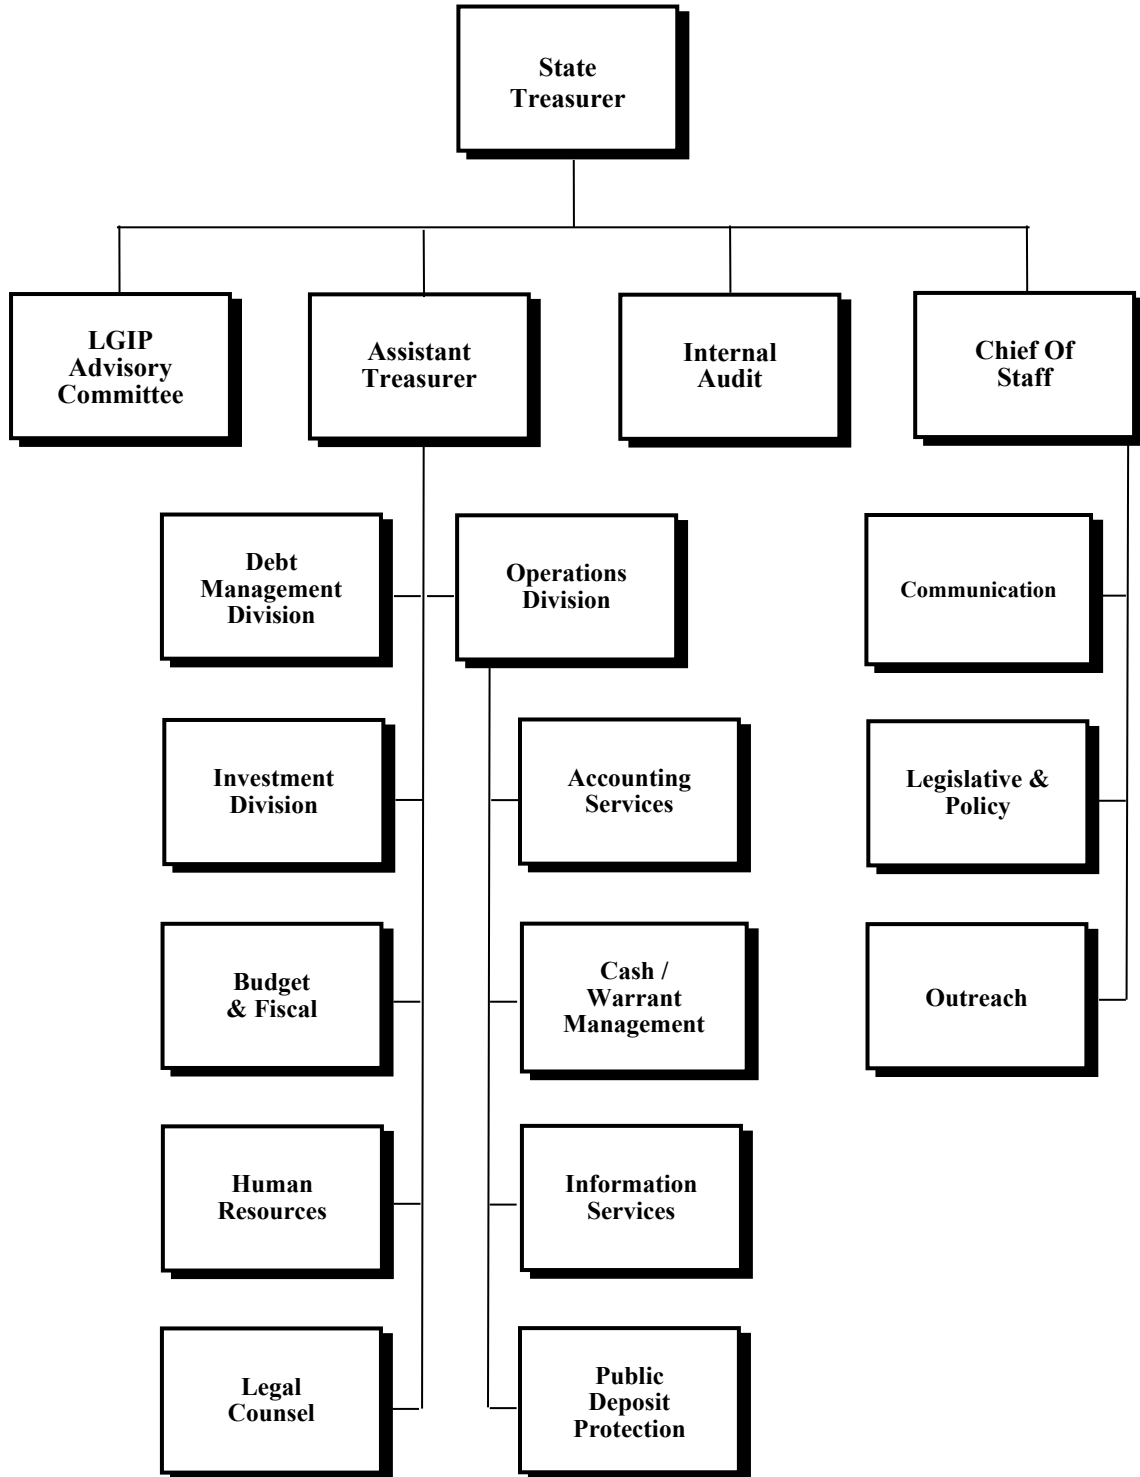 State
Treasurer
LGIP
Advisory
Committee
Assistant
Treasurer
Internal
Audit
Chief Of
Staff
Debt
Management
Division
Operations
Division
Communication
Investment
Division
Accounting
Services
Legislative &
Policy
Budget
& Fiscal
Cash /
Warrant
Management
Outreach
Human
Resources
Information
Services
Legal
Counsel
Public
Deposit
Protection